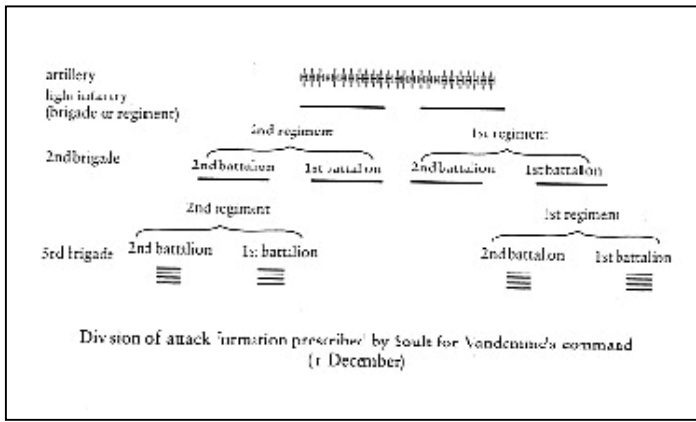 artillery
light infantry
(brigade or regiment)
2nd regiment 1st regiment
2nd brigade 2nd battalion 1st battalion 2nd battalion 1st battalion
2nd regiment 1st regiment
3rd brigade 2nd battalion 1st battalion 2nd battalion 1st battalion
Division of attack formation prescribed by Soult for Vandamme's command
(1 December)